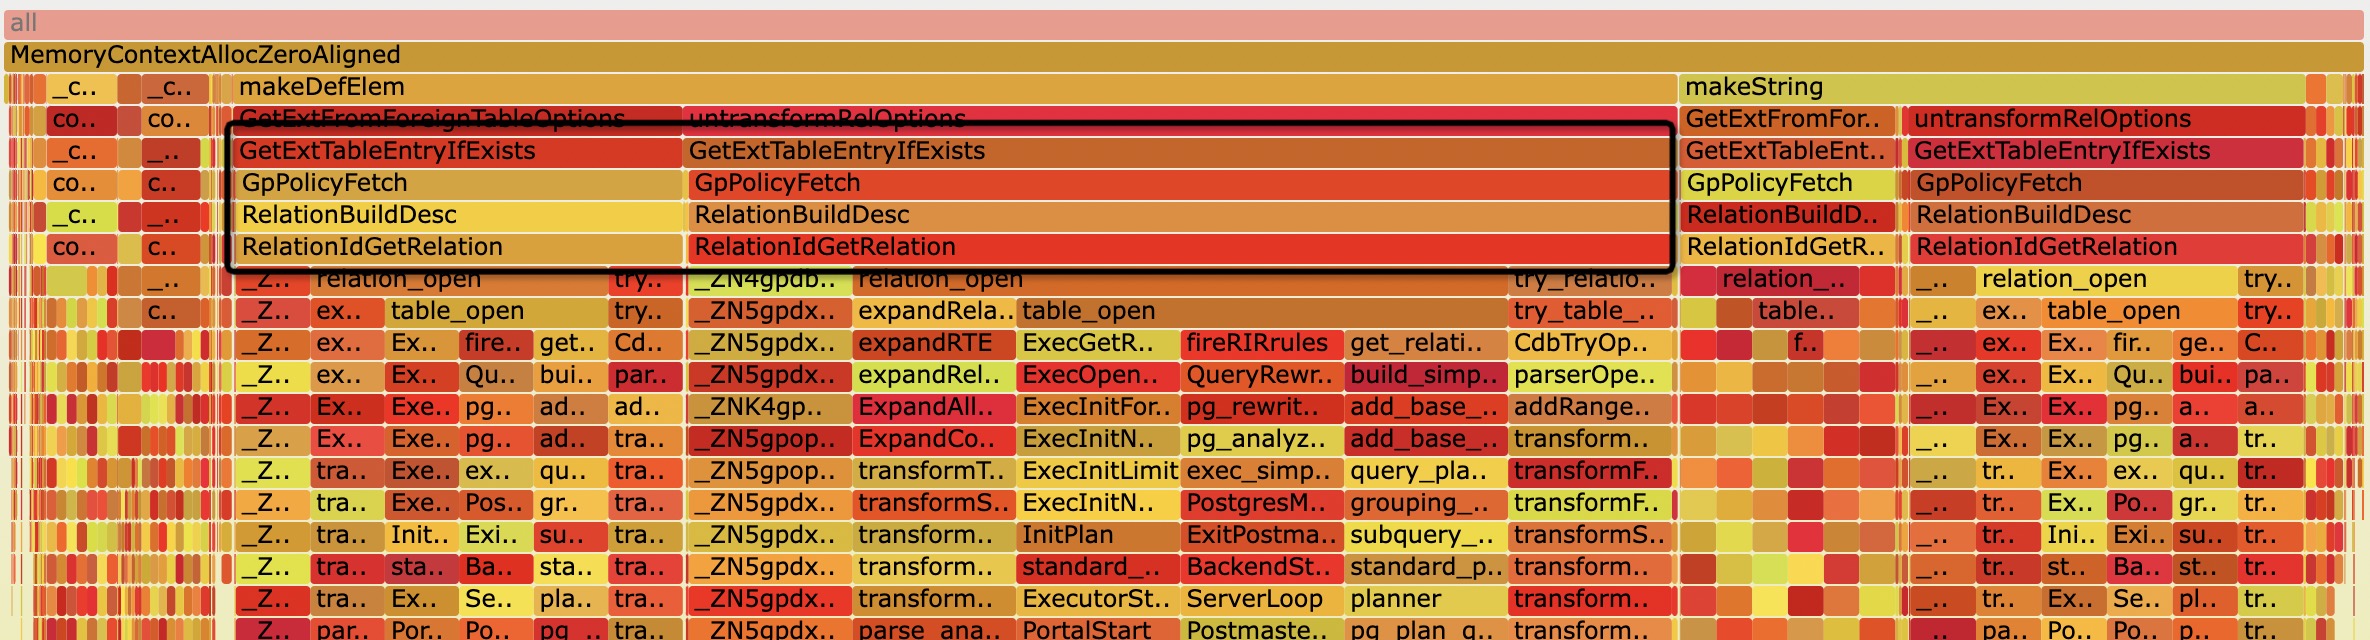 all
MemoryContextAllocZeroAligned
_c.. _c.. makeDefElem makeString
co.. co.. GetExtFromForeignTableOptions untransformRelOptions GetExtFromFor.. untransformRelOptions
_c.. _.. GetExtTableEntryIfExists GetExtTableEntryIfExists GetExtTableEnt.. GetExtTableEntryIfExists
co.. c.. GpPolicyFetch GpPolicyFetch GpPolicyFetch GpPolicyFetch
_c.. _.. RelationBuildDesc RelationBuildDesc RelationBuildD.. RelationBuildDesc
co.. c.. RelationIdGetRelation RelationIdGetRelation RelationIdGetR.. RelationIdGetRelation
_.. _Z.. relation_open try.. _ZN4gpdb.. relation_open try_relatio.. relation_.. _.. relation_open try..
c.. _Z.. ex.. table_open try.. _ZN5gpdx.. expandRela.. table_open try_table_.. table.. _.. ex.. table_open try..
_Z.. ex.. Ex.. fire.. get.. Cd.. _ZN5gpdx.. expandRTE ExecGetR.. fireRIRrules get_relati.. CdbTryOp.. f.. _.. ex.. Ex.. fir.. ge.. C..
_Z.. ex.. Ex.. Qu.. bui.. par.. _ZN5gpdx.. expandRel.. ExecOpen.. QueryRewr.. build_simp.. parserOpe.. _.. ex.. Ex.. Qu.. bui.. pa..
_Z.. Ex.. Exe.. pg.. ad.. ad.. _ZNK4gp.. ExpandAll.. ExecInitFor.. pg_rewrit.. add_base_.. addRange.. _.. Ex.. Ex.. pg.. a.. a..
_Z.. Ex.. Exe.. pg.. ad.. tra.. _ZN5gpop.. ExpandCo.. ExecInitN.. pg_analyz.. add_base_.. transform.. _.. Ex.. Ex.. pg.. a.. tr..
_Z.. tra.. Exe.. ex.. qu.. tra.. _ZN5gpop.. transformT.. ExecInitLimit exec_simp.. query_pla.. transformF.. _.. tr.. Ex.. ex.. qu.. tr..
_Z.. tra.. Exe.. Pos.. gr.. tra.. _ZN5gpdx.. transformS.. ExecInitN.. PostgresM.. grouping_.. transformF.. _.. tr.. Ex.. Po.. gr.. tr..
_Z.. tra.. Init.. Exi.. su.. tra.. _ZN5gpdx.. transform.. InitPlan ExitPostma.. subquery_.. transformS.. _.. tr.. Ini.. Exi.. su.. tr..
_Z.. tra.. sta.. Ba.. sta.. tra.. _ZN5gpdx.. transform.. standard_.. BackendSt.. standard_p.. transform.. _.. tr.. st.. Ba.. st.. tr..
_Z.. tra.. Ex.. Se.. pla.. tra.. _ZN5gpdx.. transform.. ExecutorSt.. ServerLoop planner transform.. _.. tr.. Ex.. Se.. pl.. tr..
_Z.. par.. Por.. Po.. pg_.. tra.. _ZN5gpdx.. parse_ana.. PortalStart Postmaste.. pg_plan_q.. transform.. _.. pa.. Po.. Po.. p.. tr..